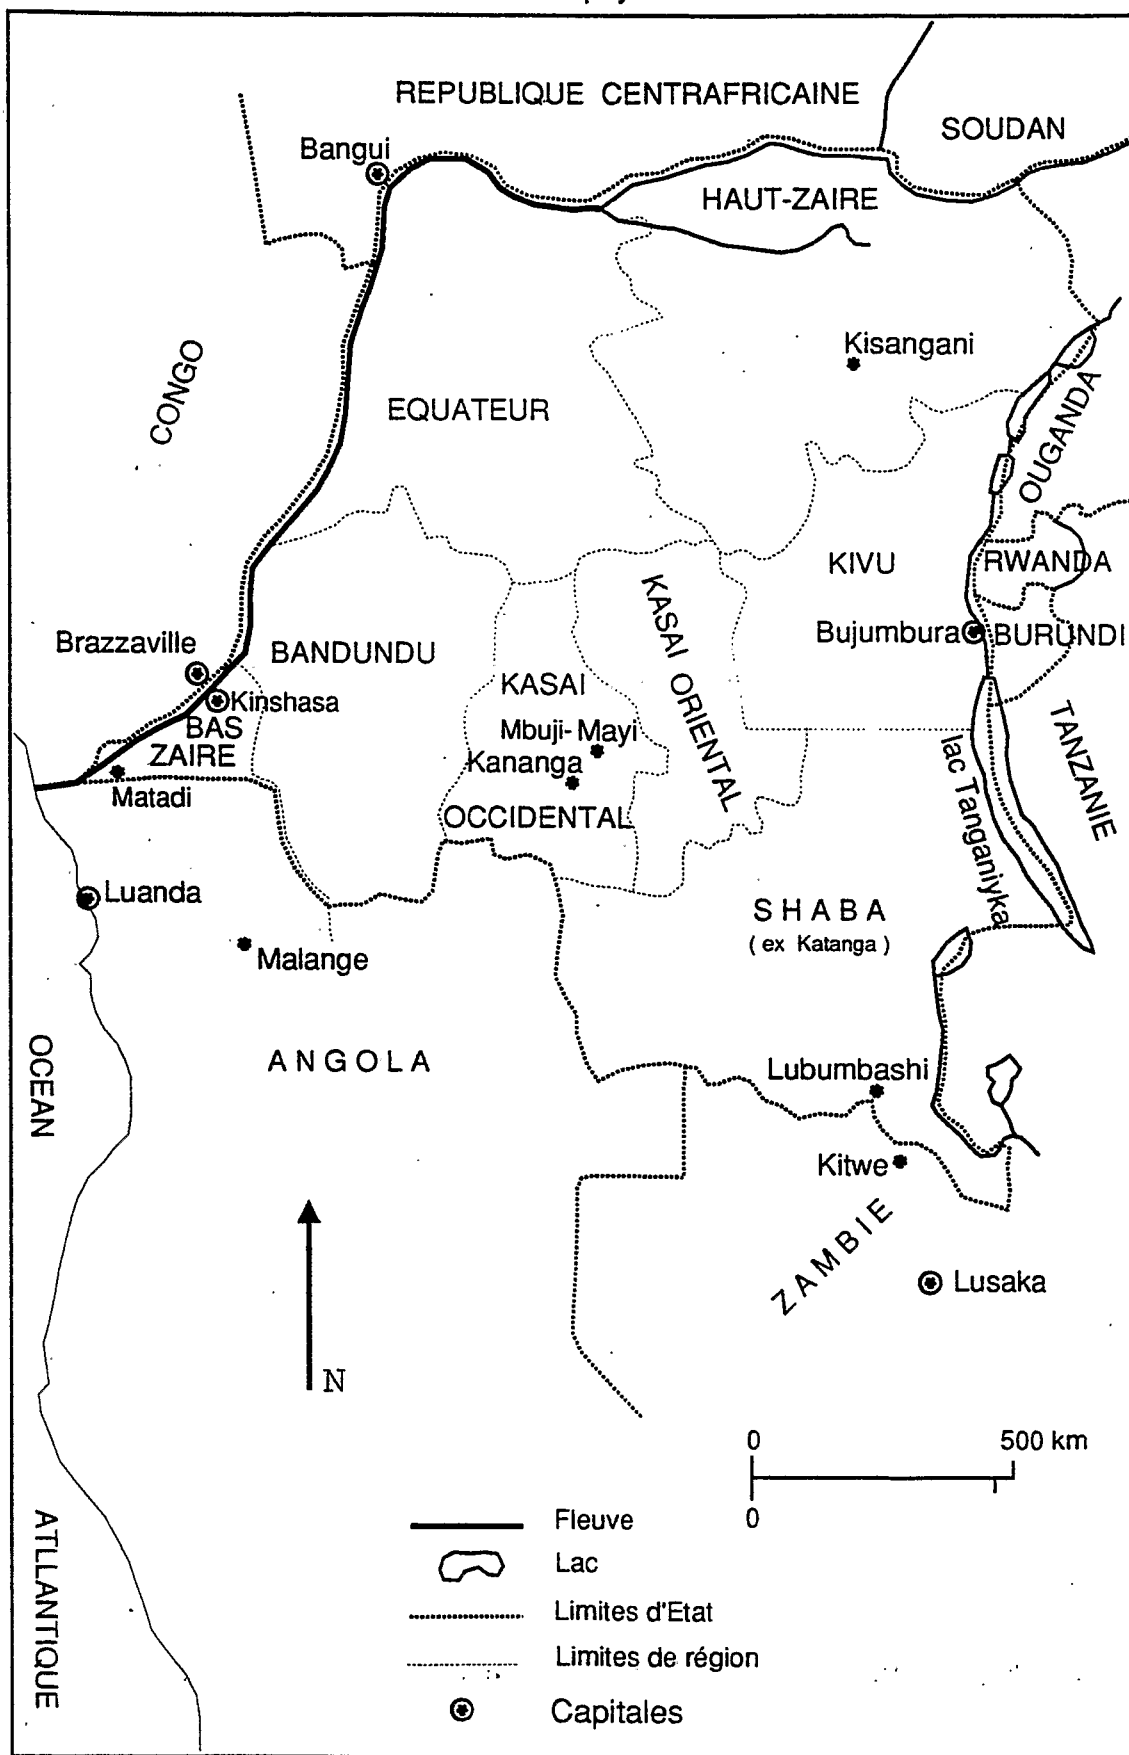 REPUBLIQUE CENTRAFRICAINE
SOUDAN
Bangui
HAUT-ZAIRE
Kisangani
CONGO
EQUATEUR
OUGANDA
KIVU
RWANDA
KASAI ORIENTAL
Bujumbura
BURUNDI
Brazzaville
BANDUNDU
KASAI
Kinshasa
BAS
ZAIRE
Mbuji-Mayi
Kananga
Matadi
OCCIDENTAL
lac Tanganiyka
TANZANIE
Luanda
SHABA
( ex Katanga )
Malange
OCEAN
ANGOLA
Lubumbashi
Kitwe
ZAMBIE
Lusaka
N
0 500 km
0
Fleuve
Lac
Limites d'Etat
Limites de région
Capitales
ATLLANTIQUE